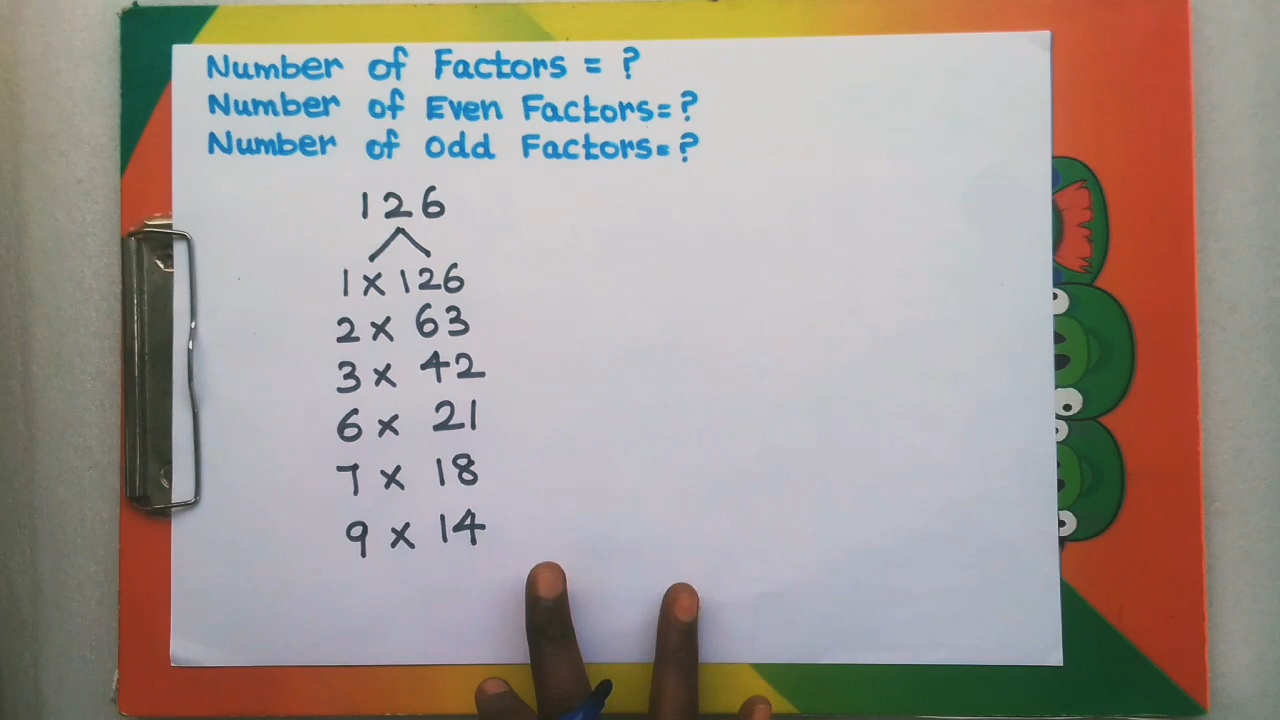 Number of Factors = ?
Number of Even Factors=?
Number of odd Factors=?
126
1 x 126
2 x 63
3 x 42
6 x 21
7 x 18
9 x 14